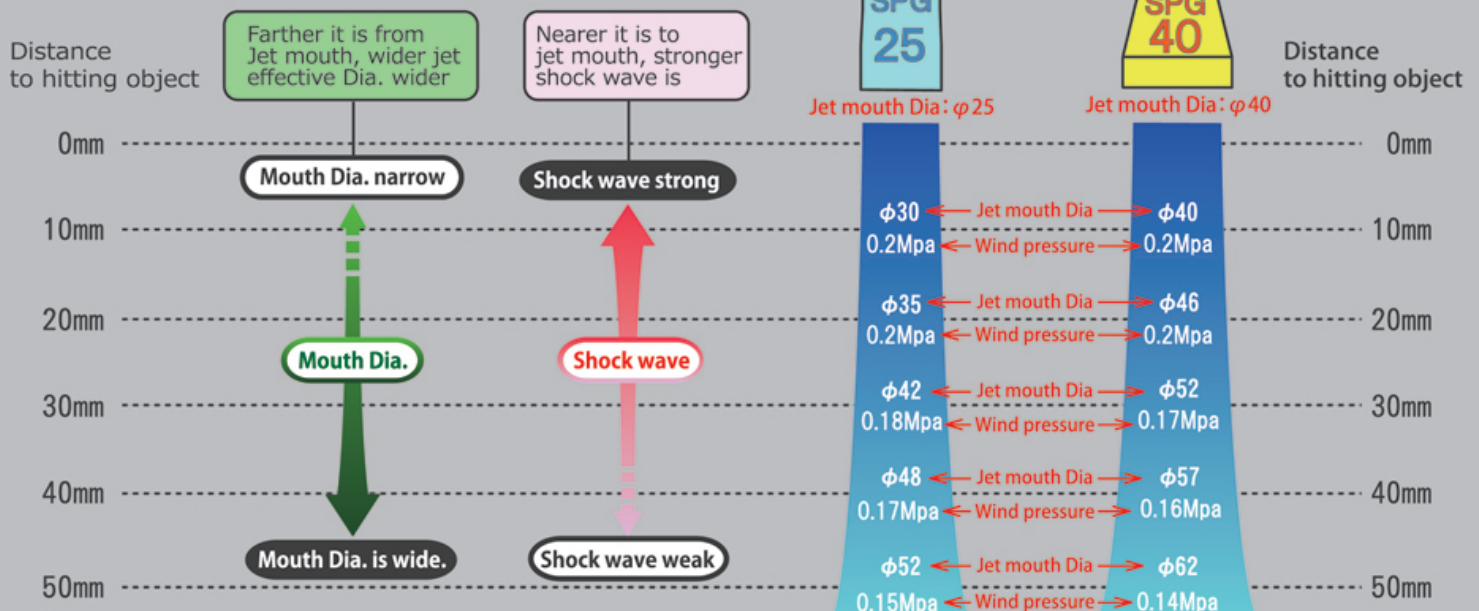 Distance
to hitting object
Farther it is from
Jet mouth, wider jet
effective Dia. wider
Nearer it is to
jet mouth, stronger
shock wave is
SPG
25
SPG
40
Distance
to hitting object
Jet mouth Dia：φ25
Jet mouth Dia：φ40
0mm
0mm
Mouth Dia. narrow
Shock wave strong
φ30 Jet mouth Dia φ40
10mm
10mm
0.2Mpa Wind pressure 0.2Mpa
φ35 Jet mouth Dia φ46
20mm
20mm
0.2Mpa Wind pressure 0.2Mpa
Mouth Dia.
Shock wave
φ42 Jet mouth Dia φ52
30mm
30mm
0.18Mpa Wind pressure 0.17Mpa
φ48 Jet mouth Dia φ57
40mm
40mm
0.17Mpa Wind pressure 0.16Mpa
Mouth Dia. is wide.
Shock wave weak
φ52 Jet mouth Dia φ62
50mm
50mm
0.15Mpa Wind pressure 0.14Mpa